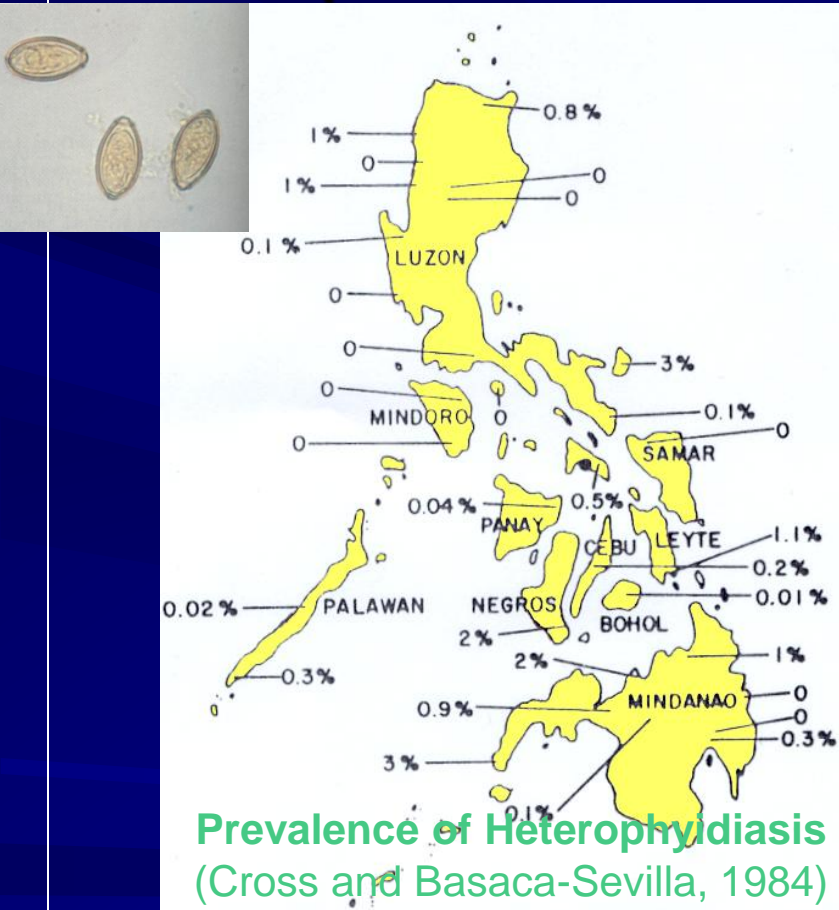 0.8%
1%
0
1%
0
0
0.1%
LUZON
0
0
3%
0
MINDORO
0
0.1%
0
0
SAMAR
0.04%
0.5%
PANAY
CEBU
LEYTE
1.1%
0.2%
0.02%
PALAWAN
NEGROS
0.01%
BOHOL
2%
2%
1%
0.3%
MINDANAO
0
0.9%
0
0.3%
3%
0.1%
Prevalence of Heterophyidiasis
(Cross and Basaca-Sevilla, 1984)